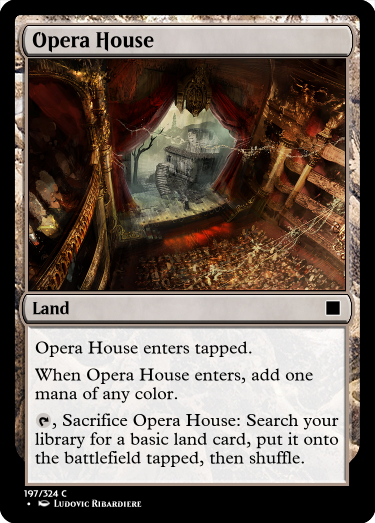 Opera House
Land
Opera House enters tapped.
When Opera House enters, add one
mana of any color.
, Sacrifice Opera House: Search your
library for a basic land card, put it onto
the battlefield tapped, then shuffle.
197/324 C
• Ludovic Ribardiere